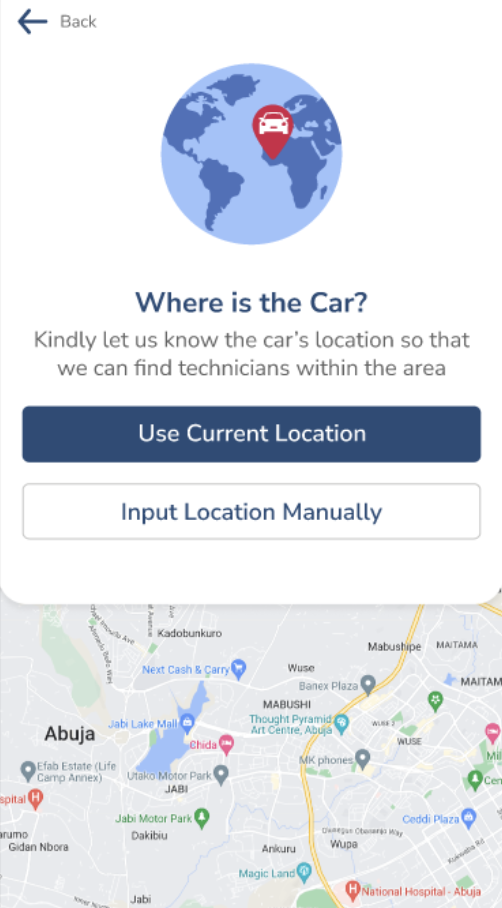 Back
Where is the Car?
Kindly let us know the car's location so that
we can find technicians within the area
Use Current Location
Input Location Manually
Kadobunkuro
Mabushipe
MAITAMA
Next Cash & Carry
Wuse
Banex Plaza
MAITAM
MABUSHI
Jabi Lake Mall
Thought Pyramid
Art Centre, Abuja
WUSE 2
Abuja
Chida
WUSE
MK phones
Mil
Efab Estate (Life
Camp Annex)
Utako Motor Park
JABI
Cen
spital
Jabi Motor Park
Ceddi Plaza
arumo
Dakibiu
Gidan Nbora
Ankuru
Wupa
Magic Land
National Hospital - Abuja
Jabi